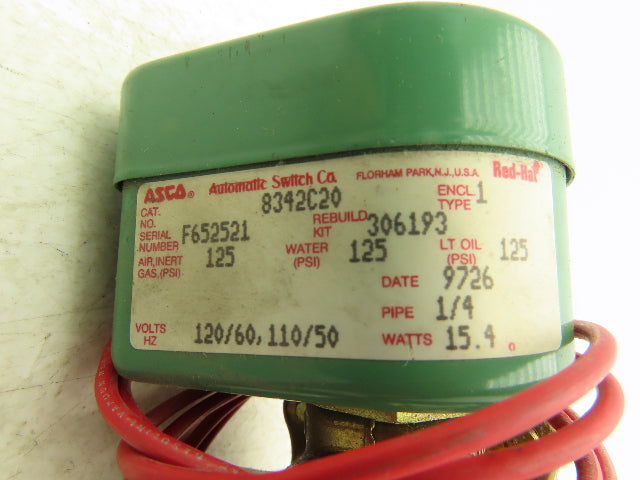 ASCO® Automatic Switch Co. FLORHAM PARK, N.J., U.S.A. Red-Hat
CAT. NO. 8342C20 ENCL. TYPE 1
SERIAL NUMBER F652521 REBUILD KIT 306193
AIR, INERT GAS, (PSI) 125 WATER (PSI) 125 LT OIL (PSI) 125
DATE 9726
PIPE 1/4
VOLTS HZ 120/60, 110/50 WATTS 15.4